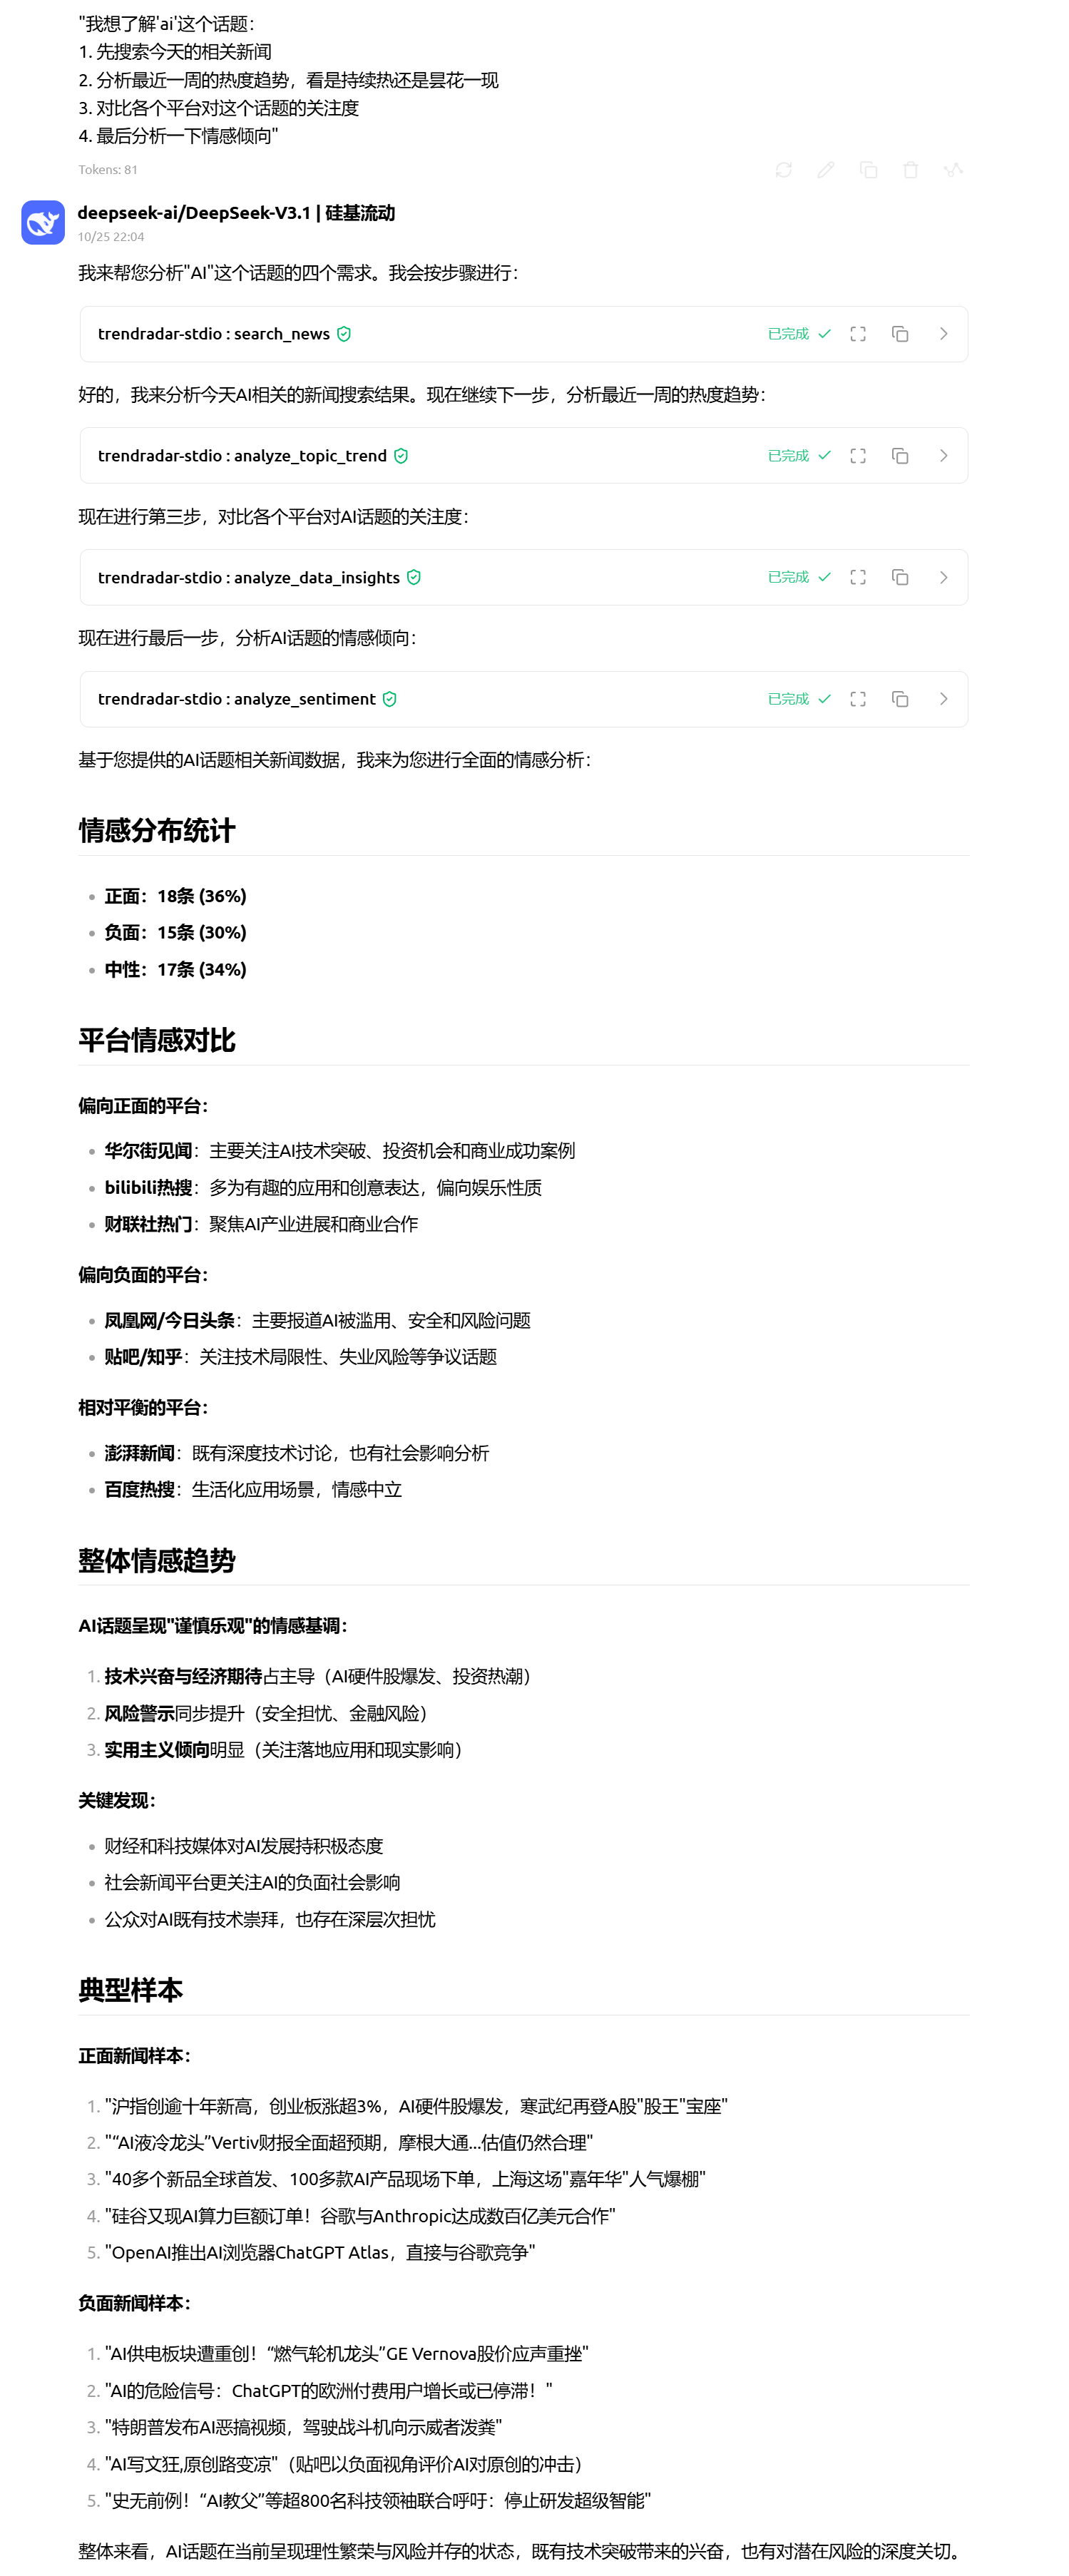 "我想了解'ai'这个话题：
1. 先搜索今天的相关新闻
2. 分析最近一周的热度趋势，看是持续热还是昙花一现
3. 对比各个平台对这个话题的关注度
4. 最后分析一下情感倾向"
Tokens: 81
deepseek-ai/DeepSeek-V3.1 | 硅基流动
10/25 22:04
我来帮您分析"AI"这个话题的四个需求。我会按步骤进行：
trendradar-stdio : search_news 已完成
好的，我来分析今天AI相关的新闻搜索结果。现在继续下一步，分析最近一周的热度趋势：
trendradar-stdio : analyze_topic_trend 已完成
现在进行第三步，对比各个平台对AI话题的关注度：
trendradar-stdio : analyze_data_insights 已完成
现在进行最后一步，分析AI话题的情感倾向：
trendradar-stdio : analyze_sentiment 已完成
基于您提供的AI话题相关新闻数据，我来为您进行全面的情感分析：
情感分布统计
• 正面：18条 (36%)
• 负面：15条 (30%)
• 中性：17条 (34%)
平台情感对比
偏向正面的平台：
• 华尔街见闻：主要关注AI技术突破、投资机会和商业成功案例
• bilibili热搜：多为有趣的应用和创意表达，偏向娱乐性质
• 财联社热门：聚焦AI产业进展和商业合作
偏向负面的平台：
• 凤凰网/今日头条：主要报道AI被滥用、安全和风险问题
• 贴吧/知乎：关注技术局限性、失业风险等争议话题
相对平衡的平台：
• 澎湃新闻：既有深度技术讨论，也有社会影响分析
• 百度热搜：生活化应用场景，情感中立
整体情感趋势
AI话题呈现"谨慎乐观"的情感基调：
1. 技术兴奋与经济期待占主导（AI硬件股爆发、投资热潮）
2. 风险警示同步提升（安全担忧、金融风险）
3. 实用主义倾向明显（关注落地应用和现实影响）
关键发现：
• 财经和科技媒体对AI发展持积极态度
• 社会新闻平台更关注AI的负面社会影响
• 公众对AI既有技术崇拜，也存在深层次担忧
典型样本
正面新闻样本：
1. "沪指创逾十年新高，创业板涨超3%，AI硬件股爆发，寒武纪再登A股"股王"宝座"
2. "“AI液冷龙头”Vertiv财报全面超预期，摩根大通...估值仍然合理"
3. "40多个新品全球首发、100多款AI产品现场下单，上海这场"嘉年华"人气爆棚"
4. "硅谷又现AI算力巨额订单！谷歌与Anthropic达成数百亿美元合作"
5. "OpenAI推出AI浏览器ChatGPT Atlas，直接与谷歌竞争"
负面新闻样本：
1. "AI供电板块遭重创！“燃气轮机龙头”GE Vernova股价应声重挫"
2. "AI的危险信号：ChatGPT的欧洲付费用户增长或已停滞！"
3. "特朗普发布AI恶搞视频，驾驶战斗机向示威者泼粪"
4. "AI写文狂,原创路变凉"（贴吧以负面视角评价AI对原创的冲击）
5. "史无前例！“AI教父”等超800名科技领袖联合呼吁：停止研发超级智能"
整体来看，AI话题在当前呈现理性繁荣与风险并存的状态，既有技术突破带来的兴奋，也有对潜在风险的深度关切。